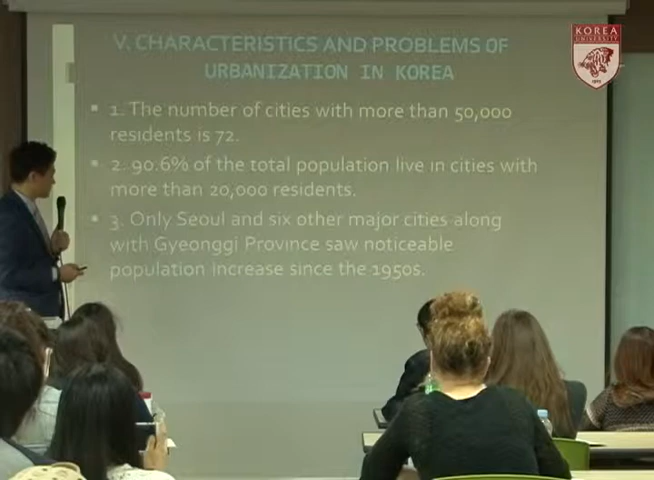 V. CHARACTERISTICS AND PROBLEMS OF
URBANIZATION IN KOREA
1. The number of cities with more than 50,000
residents is 72.
2. 90.6% of the total population live in cities with
more than 20,000 residents.
3. Only Seoul and six other major cities along
with Gyeonggi Province saw noticeable
population increase since the 1950s.
KOREA
UNIVERSITY
1905